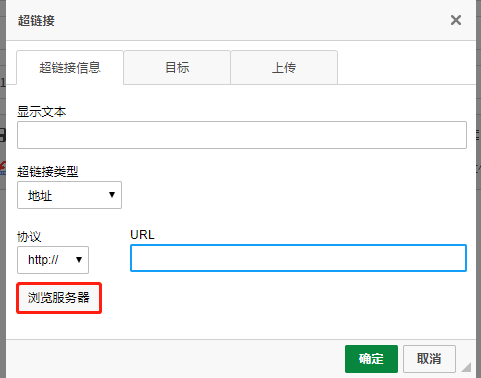 超链接
超链接信息 目标 上传
显示文本
超链接类型
地址
协议 URL
http://
浏览服务器
确定 取消